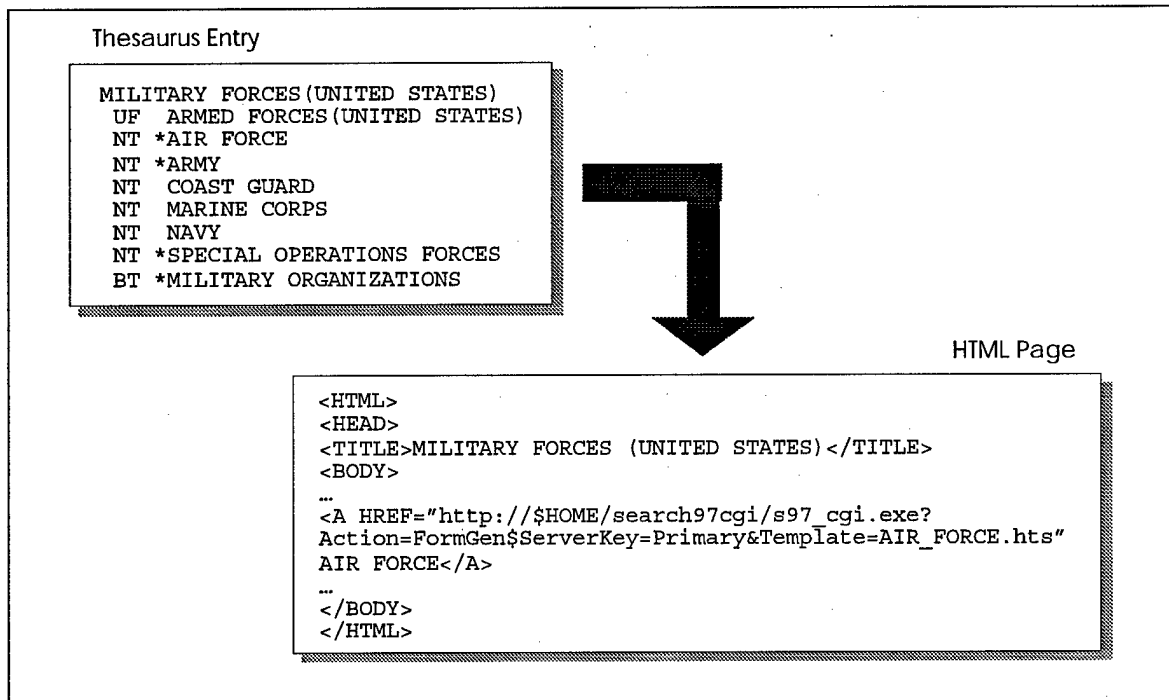 Thesaurus Entry
MILITARY FORCES(UNITED STATES)
UF ARMED FORCES(UNITED STATES)
NT *AIR FORCE
NT *ARMY
NT COAST GUARD
NT MARINE CORPS
NT NAVY
NT *SPECIAL OPERATIONS FORCES
BT *MILITARY ORGANIZATIONS
HTML Page
<HTML>
<HEAD>
<TITLE>MILITARY FORCES (UNITED STATES)</TITLE>
<BODY>
…
<A HREF="http://$HOME/search97cgi/s97_cgi.exe?
Action=FormGen$ServerKey=Primary&Template=AIR_FORCE.hts"
AIR FORCE</A>
…
</BODY>
</HTML>